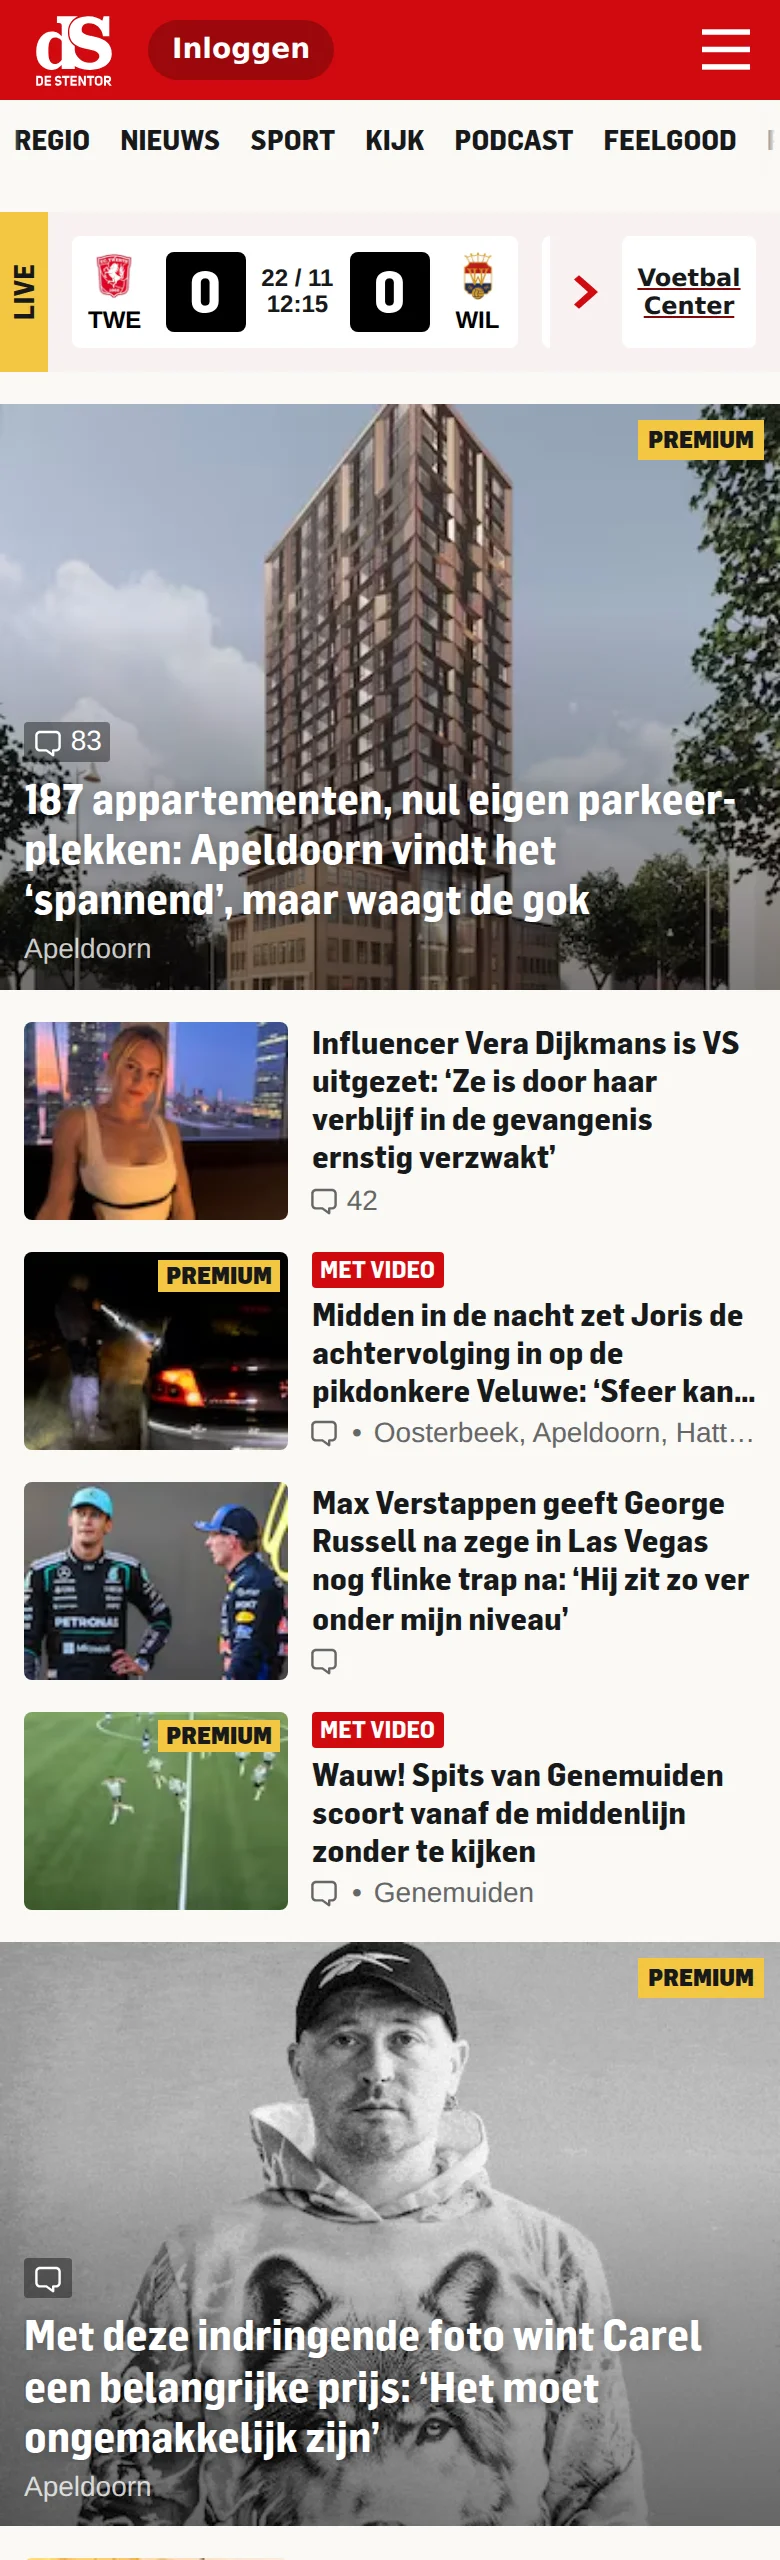 dS
DE STENTOR
Inloggen
REGIO NIEUWS SPORT KIJK PODCAST FEELGOOD
LIVE
TWE
0
22 / 11
12:15
0
WIL
Voetbal
Center
PREMIUM
83
187 appartementen, nul eigen parkeer-
plekken: Apeldoorn vindt het
‘spannend’, maar waagt de gok
Apeldoorn
Influencer Vera Dijkmans is VS
uitgezet: ‘Ze is door haar
verblijf in de gevangenis
ernstig verzwakt’
42
PREMIUM
MET VIDEO
Midden in de nacht zet Joris de
achtervolging in op de
pikdonkere Veluwe: ‘Sfeer kan...
• Oosterbeek, Apeldoorn, Hatt...
PETRONAS
Microsoft
Max Verstappen geeft George
Russell na zege in Las Vegas
nog flinke trap na: ‘Hij zit zo ver
onder mijn niveau’
PREMIUM
MET VIDEO
Wauw! Spits van Genemuiden
scoort vanaf de middenlijn
zonder te kijken
• Genemuiden
PREMIUM
Met deze indringende foto wint Carel
een belangrijke prijs: ‘Het moet
ongemakkelijk zijn’
Apeldoorn